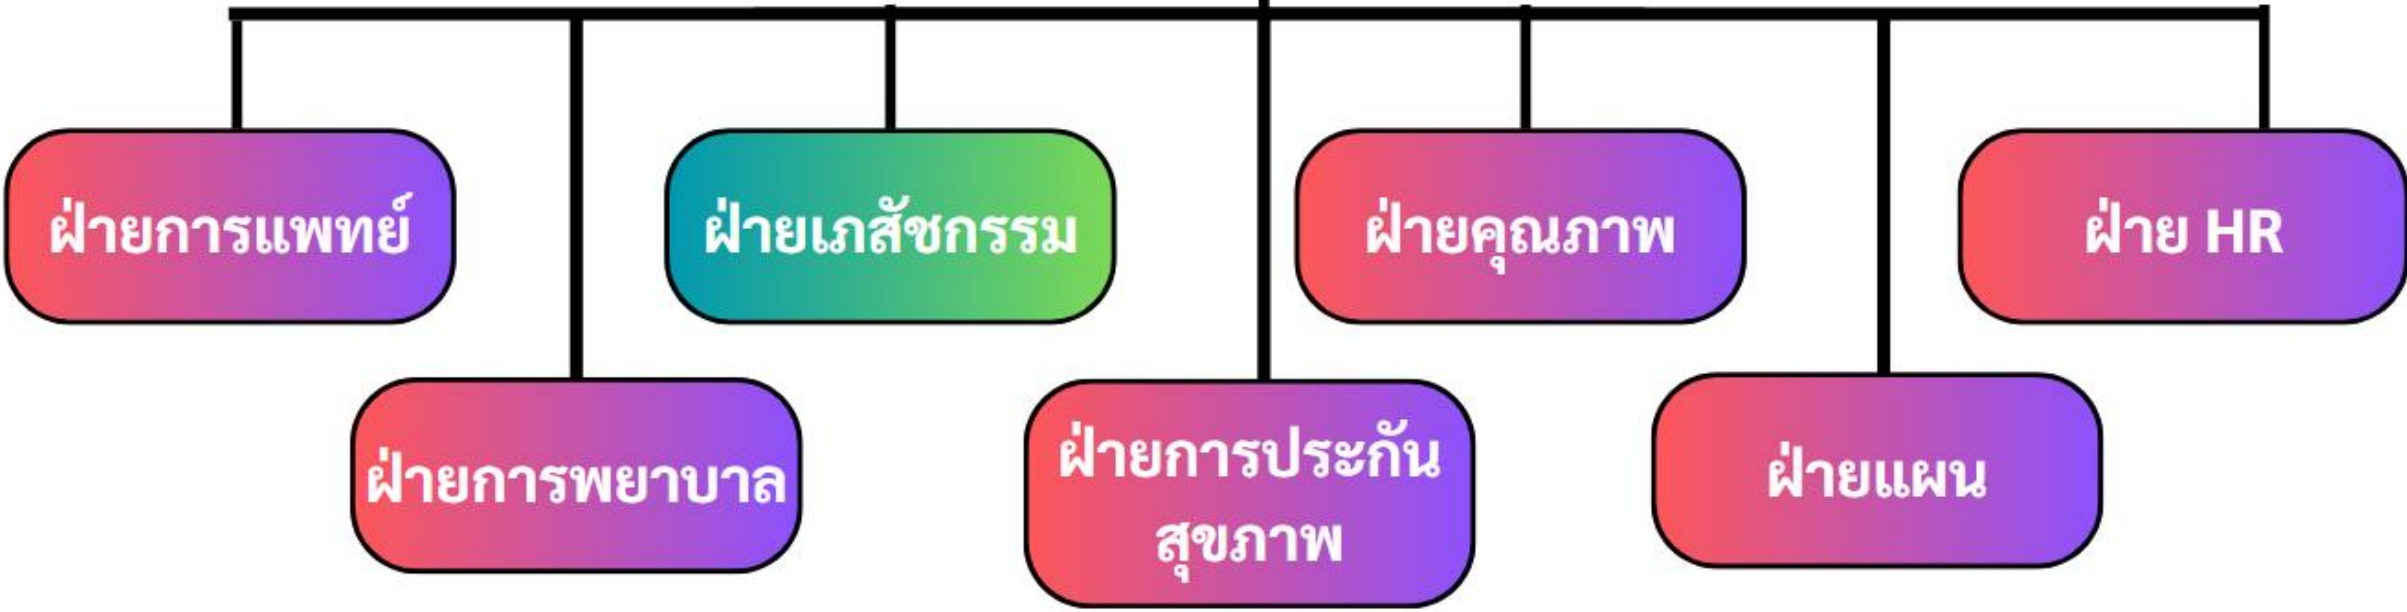 ฝ่ายการแพทย์
ฝ่ายเภสัชกรรม
ฝ่ายคุณภาพ
ฝ่าย HR
ฝ่ายการพยาบาล
ฝ่ายการประกัน
สุขภาพ
ฝ่ายแผน